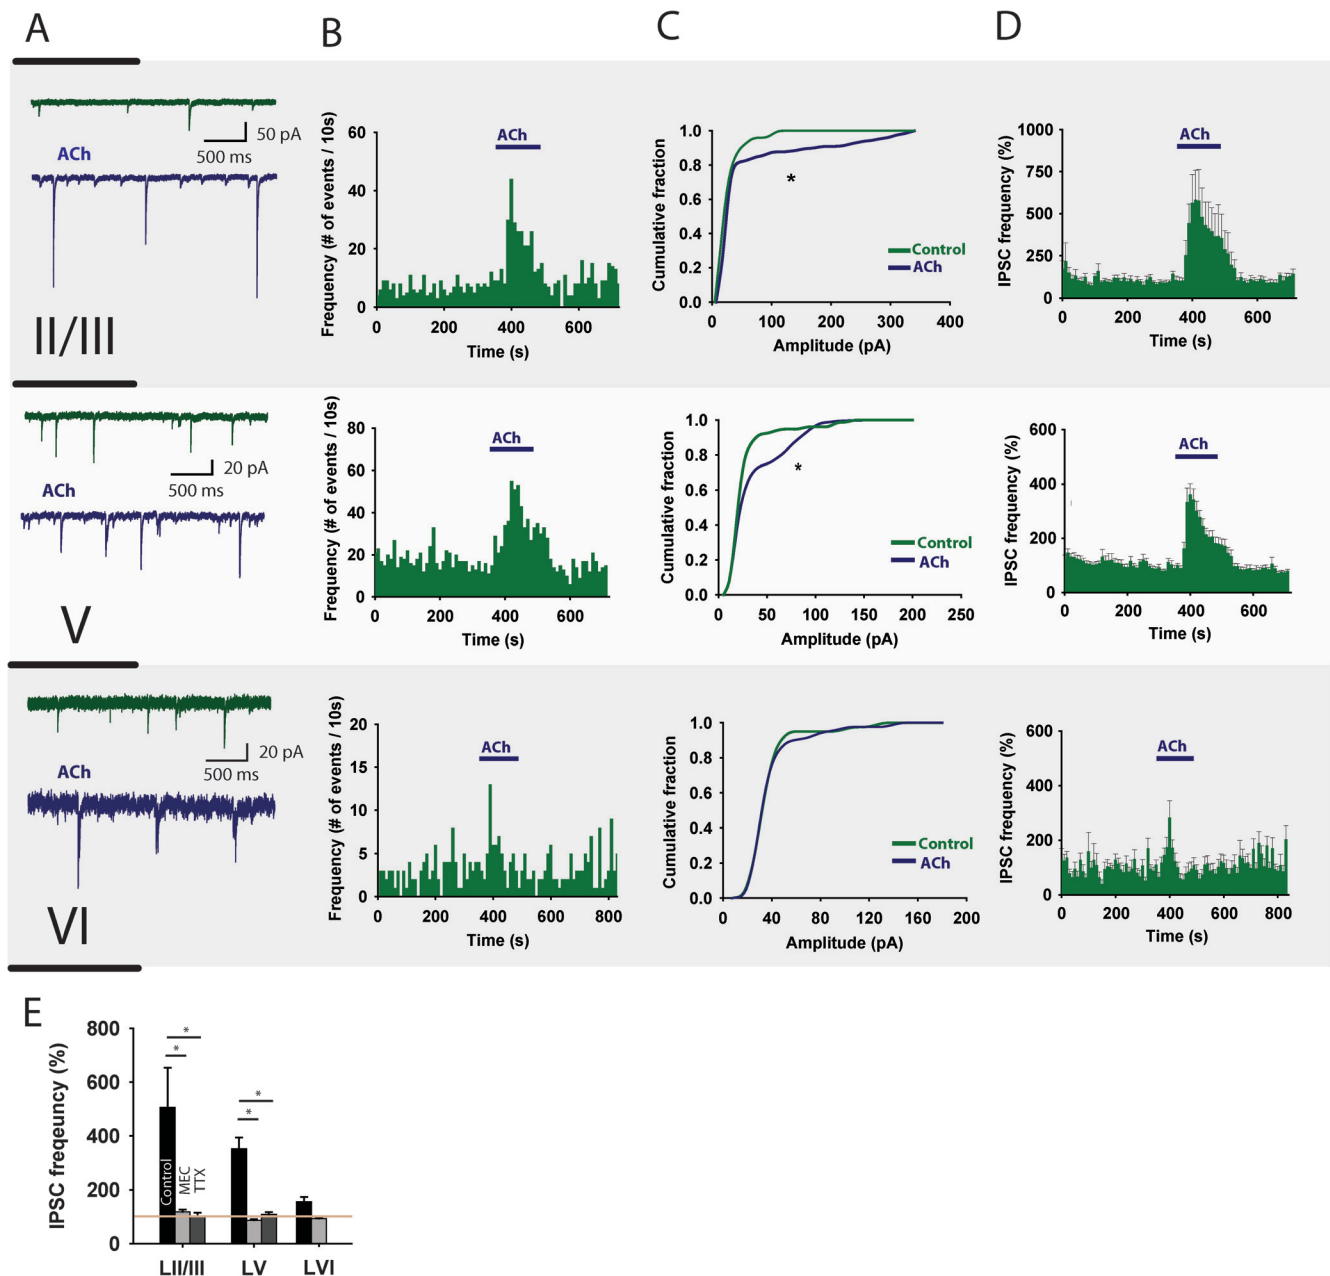 A
B
C
D
50 pA
500 ms
ACh
II/III
Frequency (# of events / 10s)
60
40
20
0
ACh
0 200 400 600
Time (s)
Cumulative fraction
1.0
0.8
0.6
0.4
0.2
0.0
*
Control
ACh
0 100 200 300 400
Amplitude (pA)
IPSC frequency (%)
1000
750
500
250
0
ACh
0 200 400 600
Time (s)
20 pA
500 ms
ACh
V
Frequency (# of events / 10s)
80
60
40
20
0
ACh
0 200 400 600
Time (s)
Cumulative fraction
1.0
0.8
0.6
0.4
0.2
0.0
*
Control
ACh
0 50 100 150 200 250
Amplitude (pA)
IPSC frequency (%)
600
400
200
0
ACh
0 200 400 600
Time (s)
20 pA
500 ms
ACh
VI
Frequency (# of events / 10s)
20
15
10
5
0
ACh
0 200 400 600 800
Time (s)
Cumulative fraction
1.0
0.8
0.6
0.4
0.2
0.0
Control
ACh
0 40 80 120 160 200
Amplitude (pA)
IPSC frequency (%)
600
400
200
0
ACh
0 200 400 600 800
Time (s)
E
IPSC freqeuncy (%)
800
600
400
200
0
*
*
*
*
Control
MEC
TTX
LII/III LV LVI